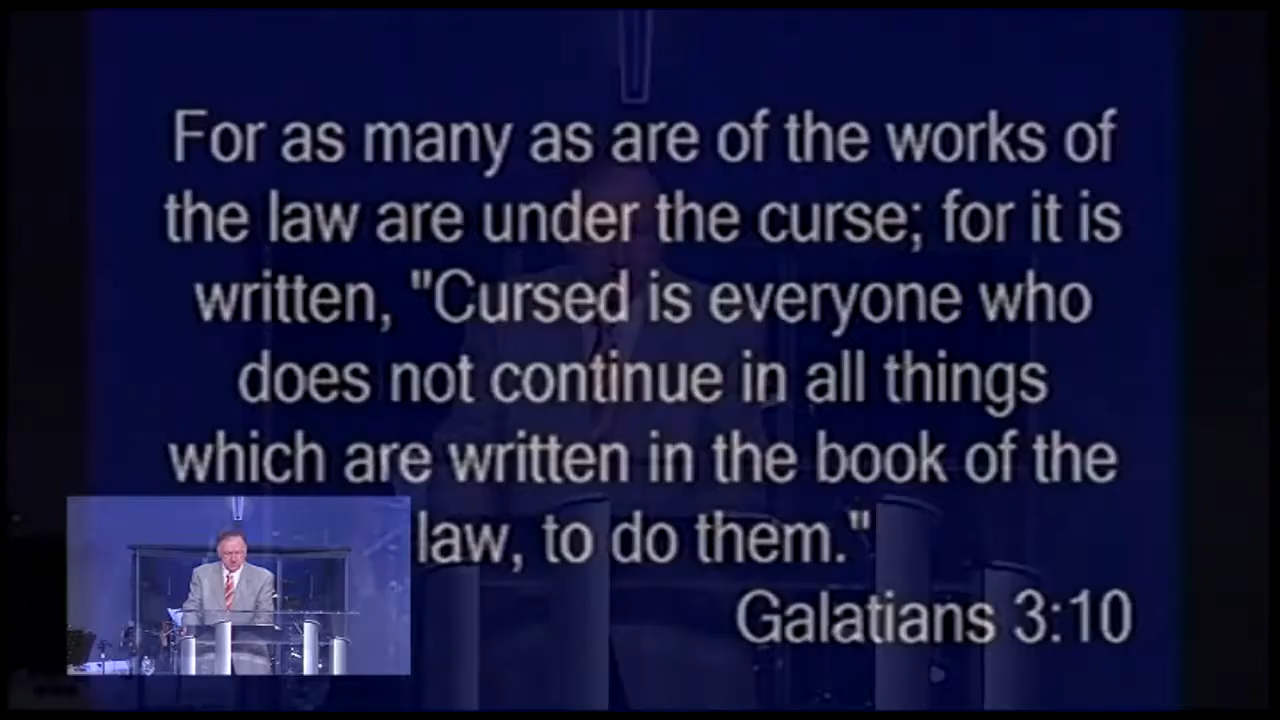 For as many as are of the works of
the law are under the curse; for it is
written, "Cursed is everyone who
does not continue in all things
which are written in the book of the
law, to do them."
Galatians 3:10